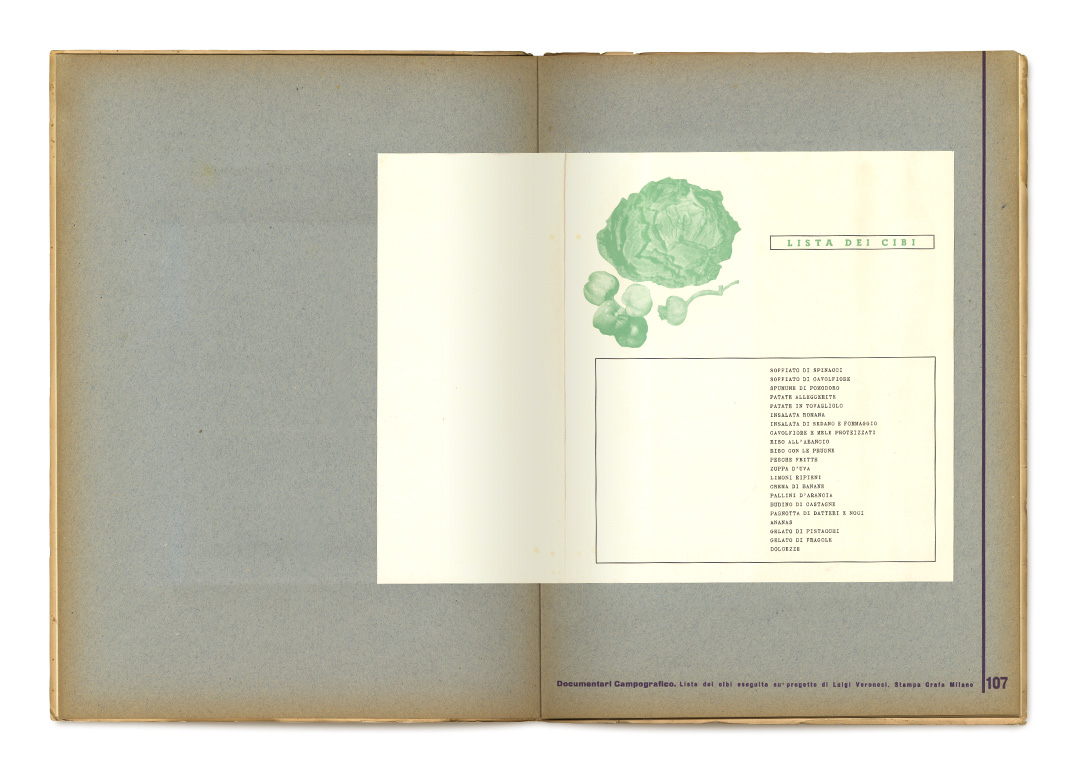 LISTA DEI CIBI
SOFFIATO DI SPINACCI
SOFFIATO DI CAVOLFIORE
SPUMONE DI POMODORO
PATATE ALLEGGERITE
PATATE IN TOVAGLIOLO
INSALATA ROMANA
INSALATA DI SEDANO E FORMAGGIO
CAVOLFIORE E MELE PROTEIZZATI
RISO ALL'ARANCIO
RISO CON LE PRUGNE
PESCHE FRITTE
ZUPPA D'UVA
LIMONI RIPIENI
CREMA DI BANANE
PALLINI D'ARANCIA
BUDINO DI CASTAGNE
PAGNOTTA DI DATTERI E NOCI
ANANAS
GELATO DI PISTACCHI
GELATO DI FRAGOLE
DOLCEZZE
Documentari Campografico. Lista dei cibi eseguita su progetto di Luigi Veronesi. Stampa Grafa Milano
107